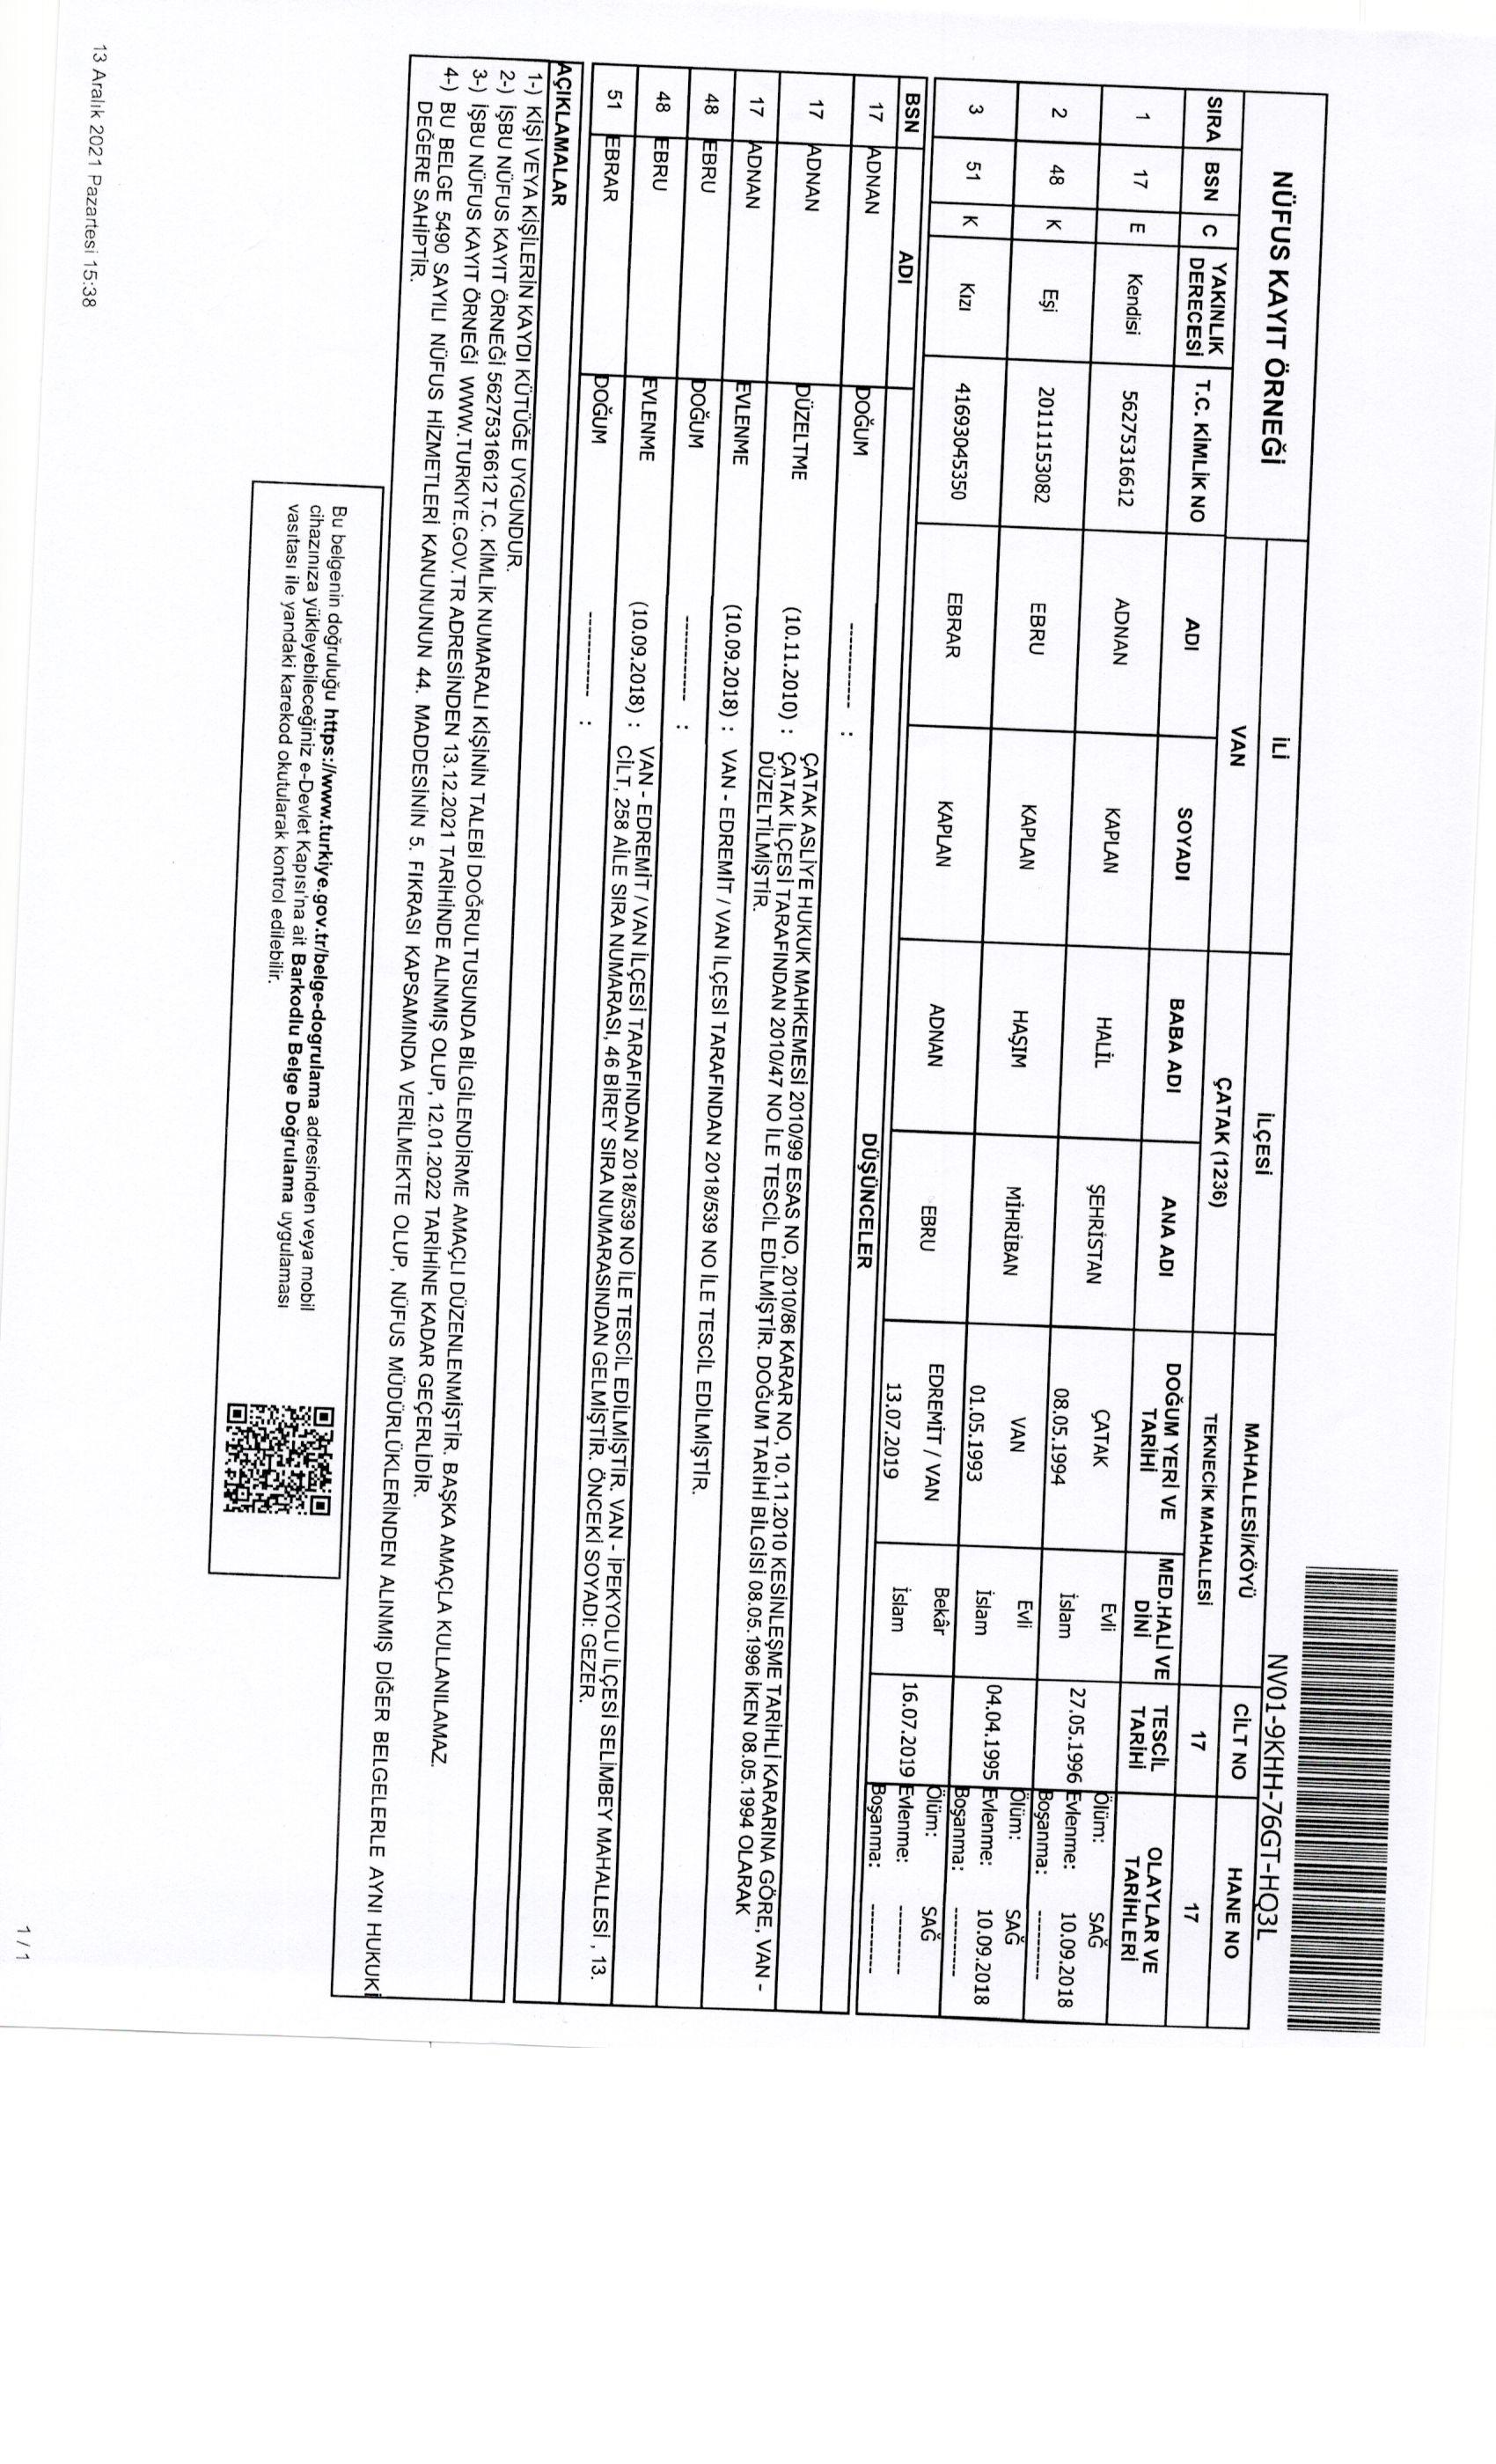 NV01-9KHH-76GT-HQ3L
NÜFUS KAYIT ÖRNEĞİ
İLİ İLÇESİ MAHALLESİ/KÖYÜ CİLT NO HANE NO
VAN ÇATAK (1236) TEKNECİK MAHALLESİ 17 17
SIRA BSN C YAKINLIK DERECESİ T.C. KİMLİK NO ADI SOYADI BABA ADI ANA ADI DOĞUM YERİ VE TARİHİ MED.HALİ VE DİNİ TESCİL TARİHİ OLAYLAR VE TARİHLERİ
1 17 E Kendisi 56275316612 ADNAN KAPLAN HALİL ŞEHRİSTAN ÇATAK 08.05.1994 Evli İslam 27.05.1996 Ölüm: SAĞ
Evlenme: 10.09.2018
Boşanma: ----------
2 48 K Eşi 20111153082 EBRU KAPLAN HAŞIM MİHRİBAN VAN 01.05.1993 Evli İslam 04.04.1995 Ölüm: SAĞ
Evlenme: 10.09.2018
Boşanma: ----------
3 51 K Kızı 41693045350 EBRAR KAPLAN ADNAN EBRU EDREMİT / VAN 13.07.2019 Bekâr İslam 16.07.2019 Ölüm: SAĞ
Evlenme: ----------
Boşanma: ----------
BSN ADI DÜŞÜNCELER
17 ADNAN DOĞUM ------------ :
17 ADNAN DÜZELTME (10.11.2010) : ÇATAK ASLİYE HUKUK MAHKEMESİ 2010/99 ESAS NO, 2010/86 KARAR NO, 10.11.2010 KESİNLEŞME TARİHLİ KARARINA GÖRE, VAN -
ÇATAK İLÇESİ TARAFINDAN 2010/47 NO İLE TESCİL EDİLMİŞTİR. DOĞUM TARİHİ BİLGİSİ 08.05.1996 İKEN 08.05.1994 OLARAK
DÜZELTİLMİŞTİR.
17 ADNAN EVLENME (10.09.2018) : VAN - EDREMİT / VAN İLÇESİ TARAFINDAN 2018/539 NO İLE TESCİL EDİLMİŞTİR.
48 EBRU DOĞUM ------------ :
48 EBRU EVLENME (10.09.2018) : VAN - EDREMİT / VAN İLÇESİ TARAFINDAN 2018/539 NO İLE TESCİL EDİLMİŞTİR. VAN - İPEKYOLU İLÇESİ SELİMBEY MAHALLESİ , 13.
CİLT, 258 AİLE SIRA NUMARASI, 46 BİREY SIRA NUMARASINDAN GELMİŞTİR. ÖNCEKİ SOYADI: GEZER.
51 EBRAR DOĞUM ------------ :
AÇIKLAMALAR
1-) KİŞİ VEYA KİŞİLERİN KAYDI KÜTÜĞE UYGUNDUR.
2-) İŞBU NÜFUS KAYIT ÖRNEĞİ 56275316612 T.C. KİMLİK NUMARALI KİŞİNİN TALEBİ DOĞRULTUSUNDA BİLGİLENDİRME AMAÇLI DÜZENLENMİŞTİR. BAŞKA AMAÇLA KULLANILAMAZ.
3-) İŞBU NÜFUS KAYIT ÖRNEĞİ WWW.TURKIYE.GOV.TR ADRESİNDEN 13.12.2021 TARİHİNDE ALINMIŞ OLUP, 12.01.2022 TARİHİNE KADAR GEÇERLİDİR.
4-) BU BELGE 5490 SAYILI NÜFUS HİZMETLERİ KANUNUNUN 44. MADDESİNİN 5. FIKRASI KAPSAMINDA VERİLMEKTE OLUP, NÜFUS MÜDÜRLÜKLERİNDEN ALINMIŞ DİĞER BELGELERLE AYNI HUKUKİ
DEĞERE SAHİPTİR.
Bu belgenin doğruluğu https://www.turkiye.gov.tr/belge-dogrulama adresinden veya mobil
cihazınıza yükleyebileceğiniz e-Devlet Kapısı'na ait Barkodlu Belge Doğrulama uygulaması
vasıtası ile yandaki karekod okutularak kontrol edilebilir.
13 Aralık 2021 Pazartesi 15:38
1 / 1